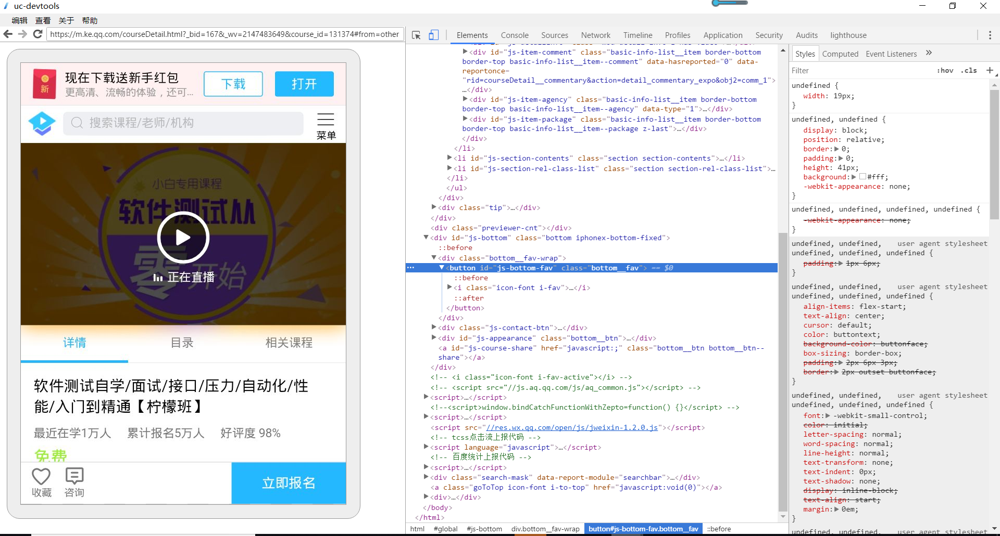 uc-devtools
编辑 查看 关于 帮助
https://m.ke.qq.com/courseDetail.html?_bid=167&_wv=2147483649&course_id=131374#from=other
新
现在下载送新手红包
更高清、流畅的体验，还可...
下载
打开
搜索课程/老师/机构
菜单
小白专用课程
软件测试从
零开始
正在直播
详情 目录 相关课程
软件测试自学/面试/接口/压力/自动化/性
能/入门到精通【柠檬班】
最近在学1万人 累计报名5万人 好评度 98%
免费
收藏 咨询
立即报名
Elements Console Sources Network Timeline Profiles Application Security Audits lighthouse
<div id="js-item-comment" class="basic-info-list__item border-bottom
border-top basic-info-list__item--comment" data-hasreported="0" data-
reportonce=
"rid=courseDetail__commentary&action=detail_commentary_expo&obj2=comm_1">
…</div>
<div id="js-item-agency" class="basic-info-list__item border-bottom
border-top basic-info-list__item--agency" data-type="1">…</div>
<div id="js-item-package" class="basic-info-list__item border-bottom
border-top basic-info-list__item--package z-last">…</div>
</div>
</li>
<li id="js-section-contents" class="section section-contents">…</li>
<li id="js-section-rel-class-list" class="section section-rel-class-list">…
</li>
</ul>
</div>
<div class="tip">…</div>
</div>
<div class="previewer-cnt"></div>
<div id="js-bottom" class="bottom iphonex-bottom-fixed">
::before
<div class="bottom__fav-wrap">
<button id="js-bottom-fav" class="bottom__fav"> == $0
::before
<i class="icon-font i-fav">…</i>
::after
</button>
</div>
<div class="js-contact-btn">…</div>
<div id="js-appearance" class="bottom__btn">…</div>
<a id="js-course-share" href="javascript:;" class="bottom__btn bottom__btn--
share"></a>
</div>
<!-- <i class="icon-font i-fav-active"></i> -->
<!-- <script src="//js.aq.qq.com/js/aq_common.js"></script> -->
<script>…</script>
<!--<script>window.bindCatchFunctionWithZepto=function() {}</script> -->
<script>…</script>
<script src="//res.wx.qq.com/open/js/jweixin-1.2.0.js"></script>
<!-- tcss点击流上报代码 -->
<script language="javascript">…</script>
<!-- 百度统计上报代码 -->
<script>…</script>
<div class="search-mask" data-report-module="searchbar">…</div>
<a class="goToTop icon-font i-to-top" href="javascript:void(0)"></a>
<div>…</div>
</body>
</html>
html #global #js-bottom div.bottom__fav-wrap button#js-bottom-fav.bottom__fav ::before
Styles Computed Event Listeners »
Filter :hov .cls +
undefined {
width: 19px;
}
undefined, undefined {
display: block;
position: relative;
border: 0;
padding: 0;
height: 41px;
background: #fff;
-webkit-appearance: none;
}
undefined, undefined, undefined, undefined {
-webkit-appearance: none;
}
undefined, undefined, user agent stylesheet
undefined, undefined, undefined {
padding: 1px 6px;
}
undefined, undefined, user agent stylesheet
undefined, undefined, undefined {
align-items: flex-start;
text-align: center;
cursor: default;
color: buttontext;
background-color: buttonface;
box-sizing: border-box;
padding: 2px 6px 3px;
border: 2px outset buttonface;
}
undefined, undefined, user agent stylesheet
undefined, undefined, undefined {
font: -webkit-small-control;
color: initial;
letter-spacing: normal;
word-spacing: normal;
line-height: normal;
text-transform: none;
text-indent: 0px;
text-shadow: none;
display: inline-block;
text-align: start;
margin: 0em;
}
undefined, undefined, user agent stylesheet